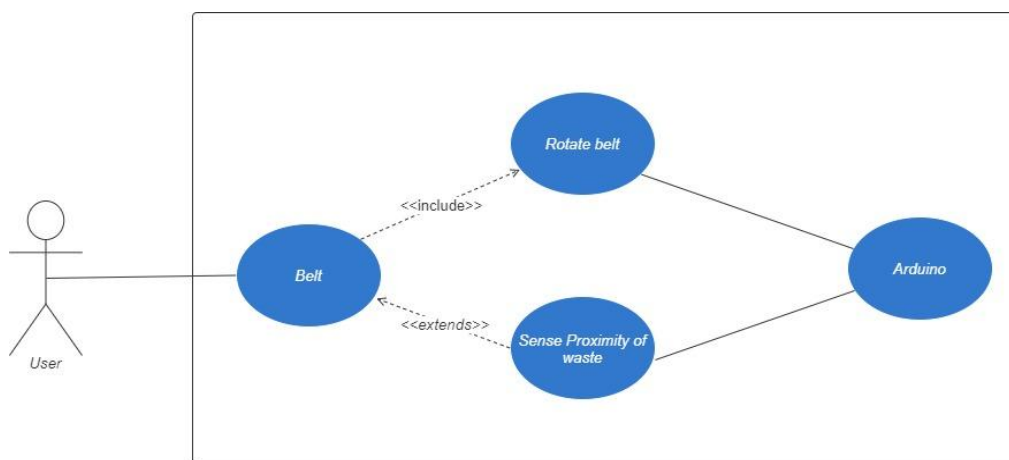 Rotate belt
<<include>>
Belt
Arduino
<<extends>>
Sense Proximity of
waste
User